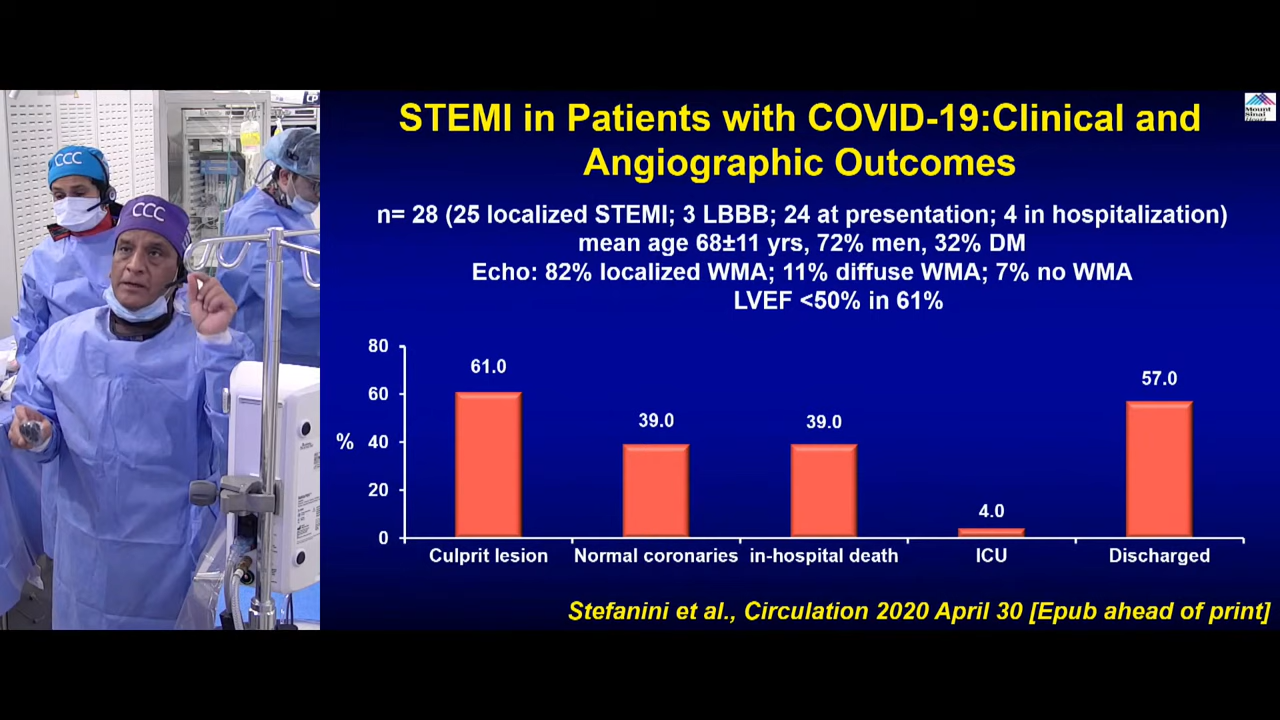 STEMI in Patients with COVID-19:Clinical and
Angiographic Outcomes
Mount
Sinai
Heart
n= 28 (25 localized STEMI; 3 LBBB; 24 at presentation; 4 in hospitalization)
mean age 68±11 yrs, 72% men, 32% DM
Echo: 82% localized WMA; 11% diffuse WMA; 7% no WMA
LVEF <50% in 61%
80
60
40
20
0
%
61.0
39.0
39.0
4.0
57.0
Culprit lesion
Normal coronaries
in-hospital death
ICU
Discharged
Stefanini et al., Circulation 2020 April 30 [Epub ahead of print]
CCC
CCC
CP